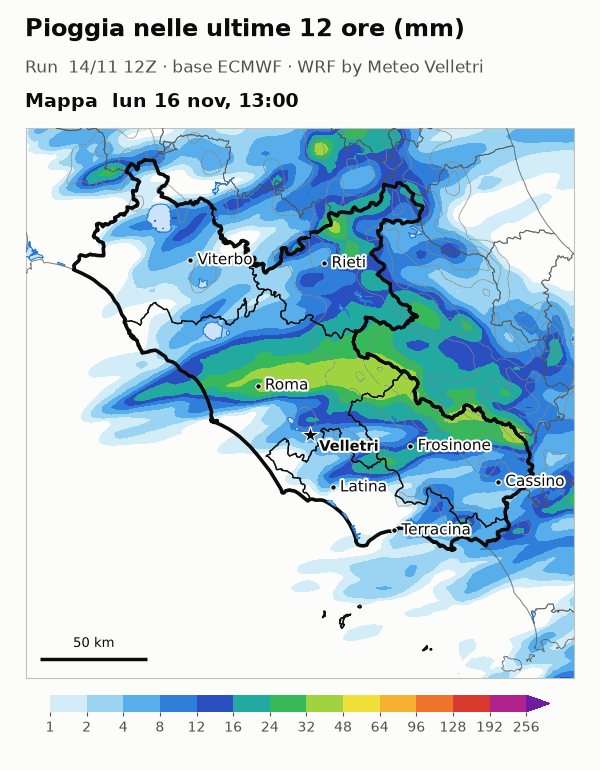 Pioggia nelle ultime 12 ore (mm)
Run  14/11 12Z · base ECMWF · WRF by Meteo Velletri
Mappa  lun 16 nov, 13:00
Viterbo
Rieti
Roma
Velletri
Frosinone
Latina
Cassino
Terracina
50 km
1 2 4 8 12 16 24 32 48 64 96 128 192 256